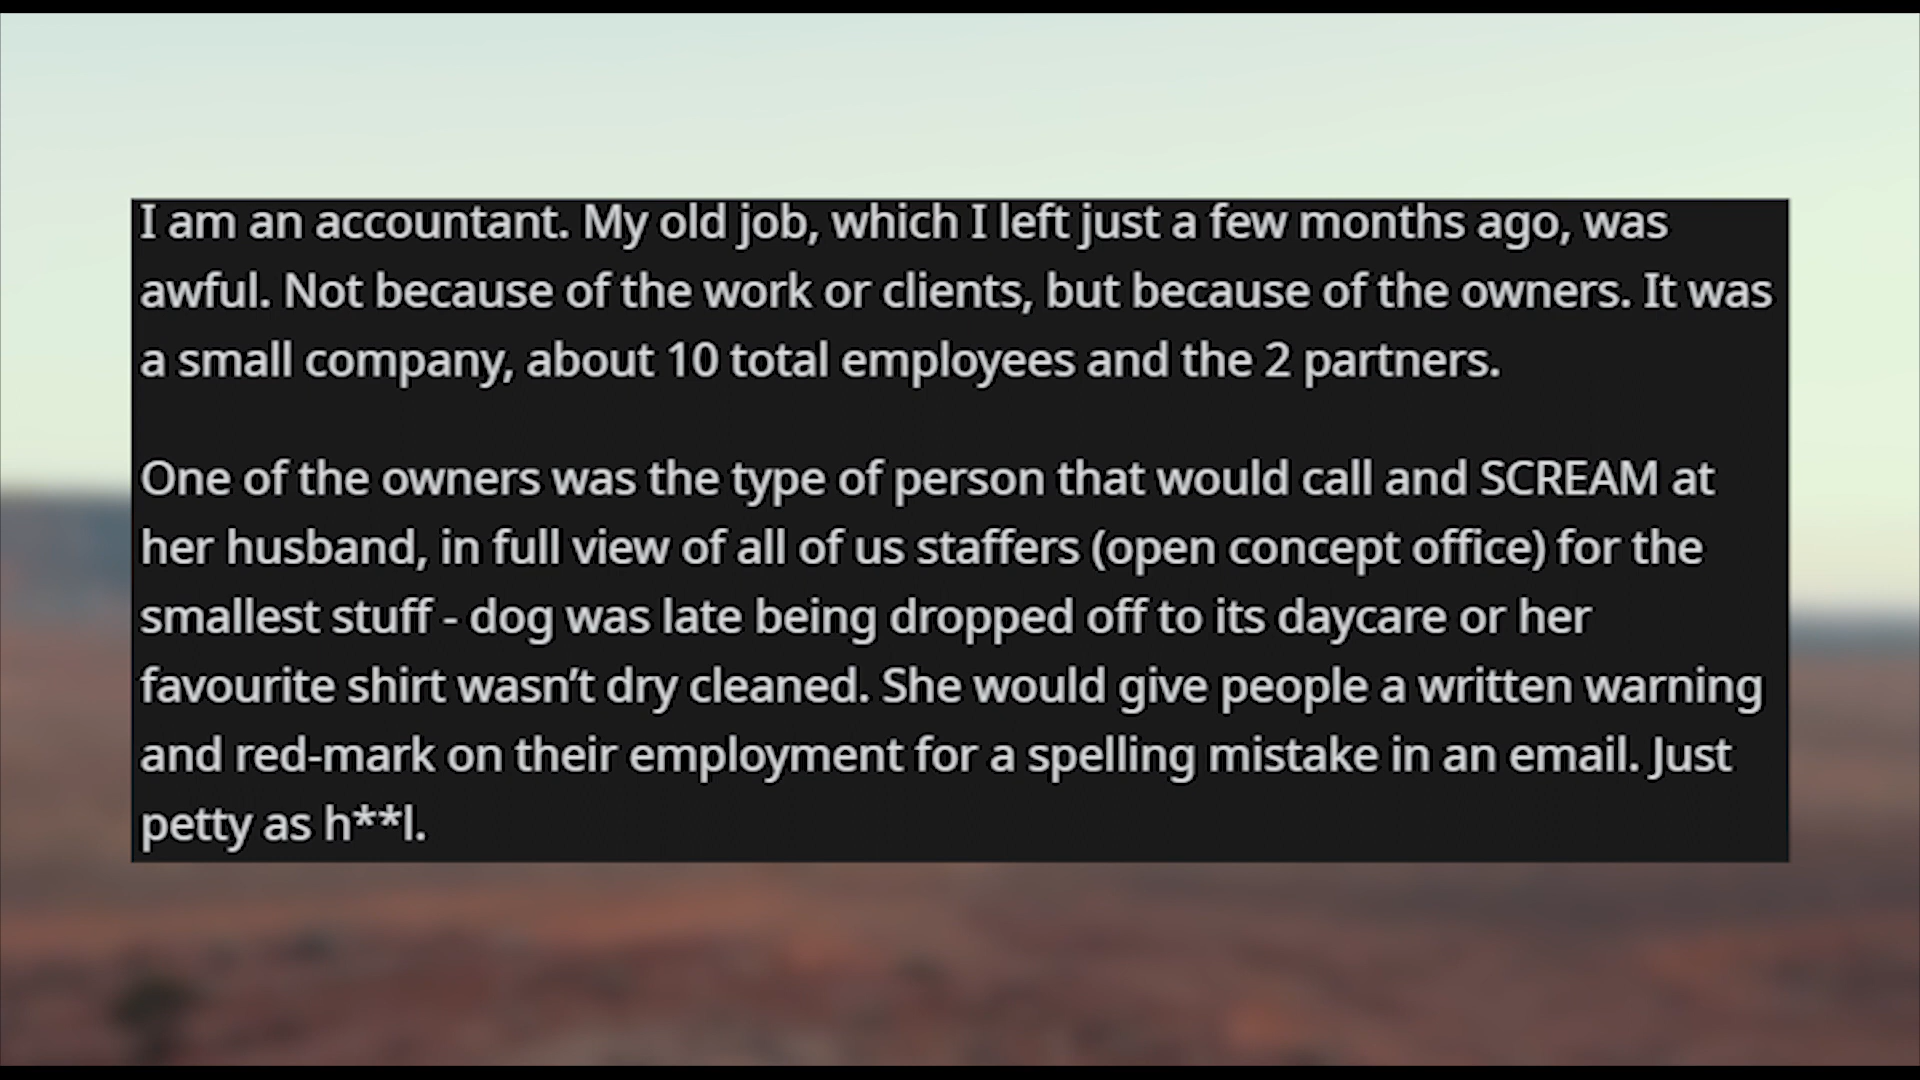 I am an accountant. My old job, which I left just a few months ago, was
awful. Not because of the work or clients, but because of the owners. It was
a small company, about 10 total employees and the 2 partners.
One of the owners was the type of person that would call and SCREAM at
her husband, in full view of all of us staffers (open concept office) for the
smallest stuff - dog was late being dropped off to its daycare or her
favourite shirt wasn’t dry cleaned. She would give people a written warning
and red-mark on their employment for a spelling mistake in an email. Just
petty as h**l.